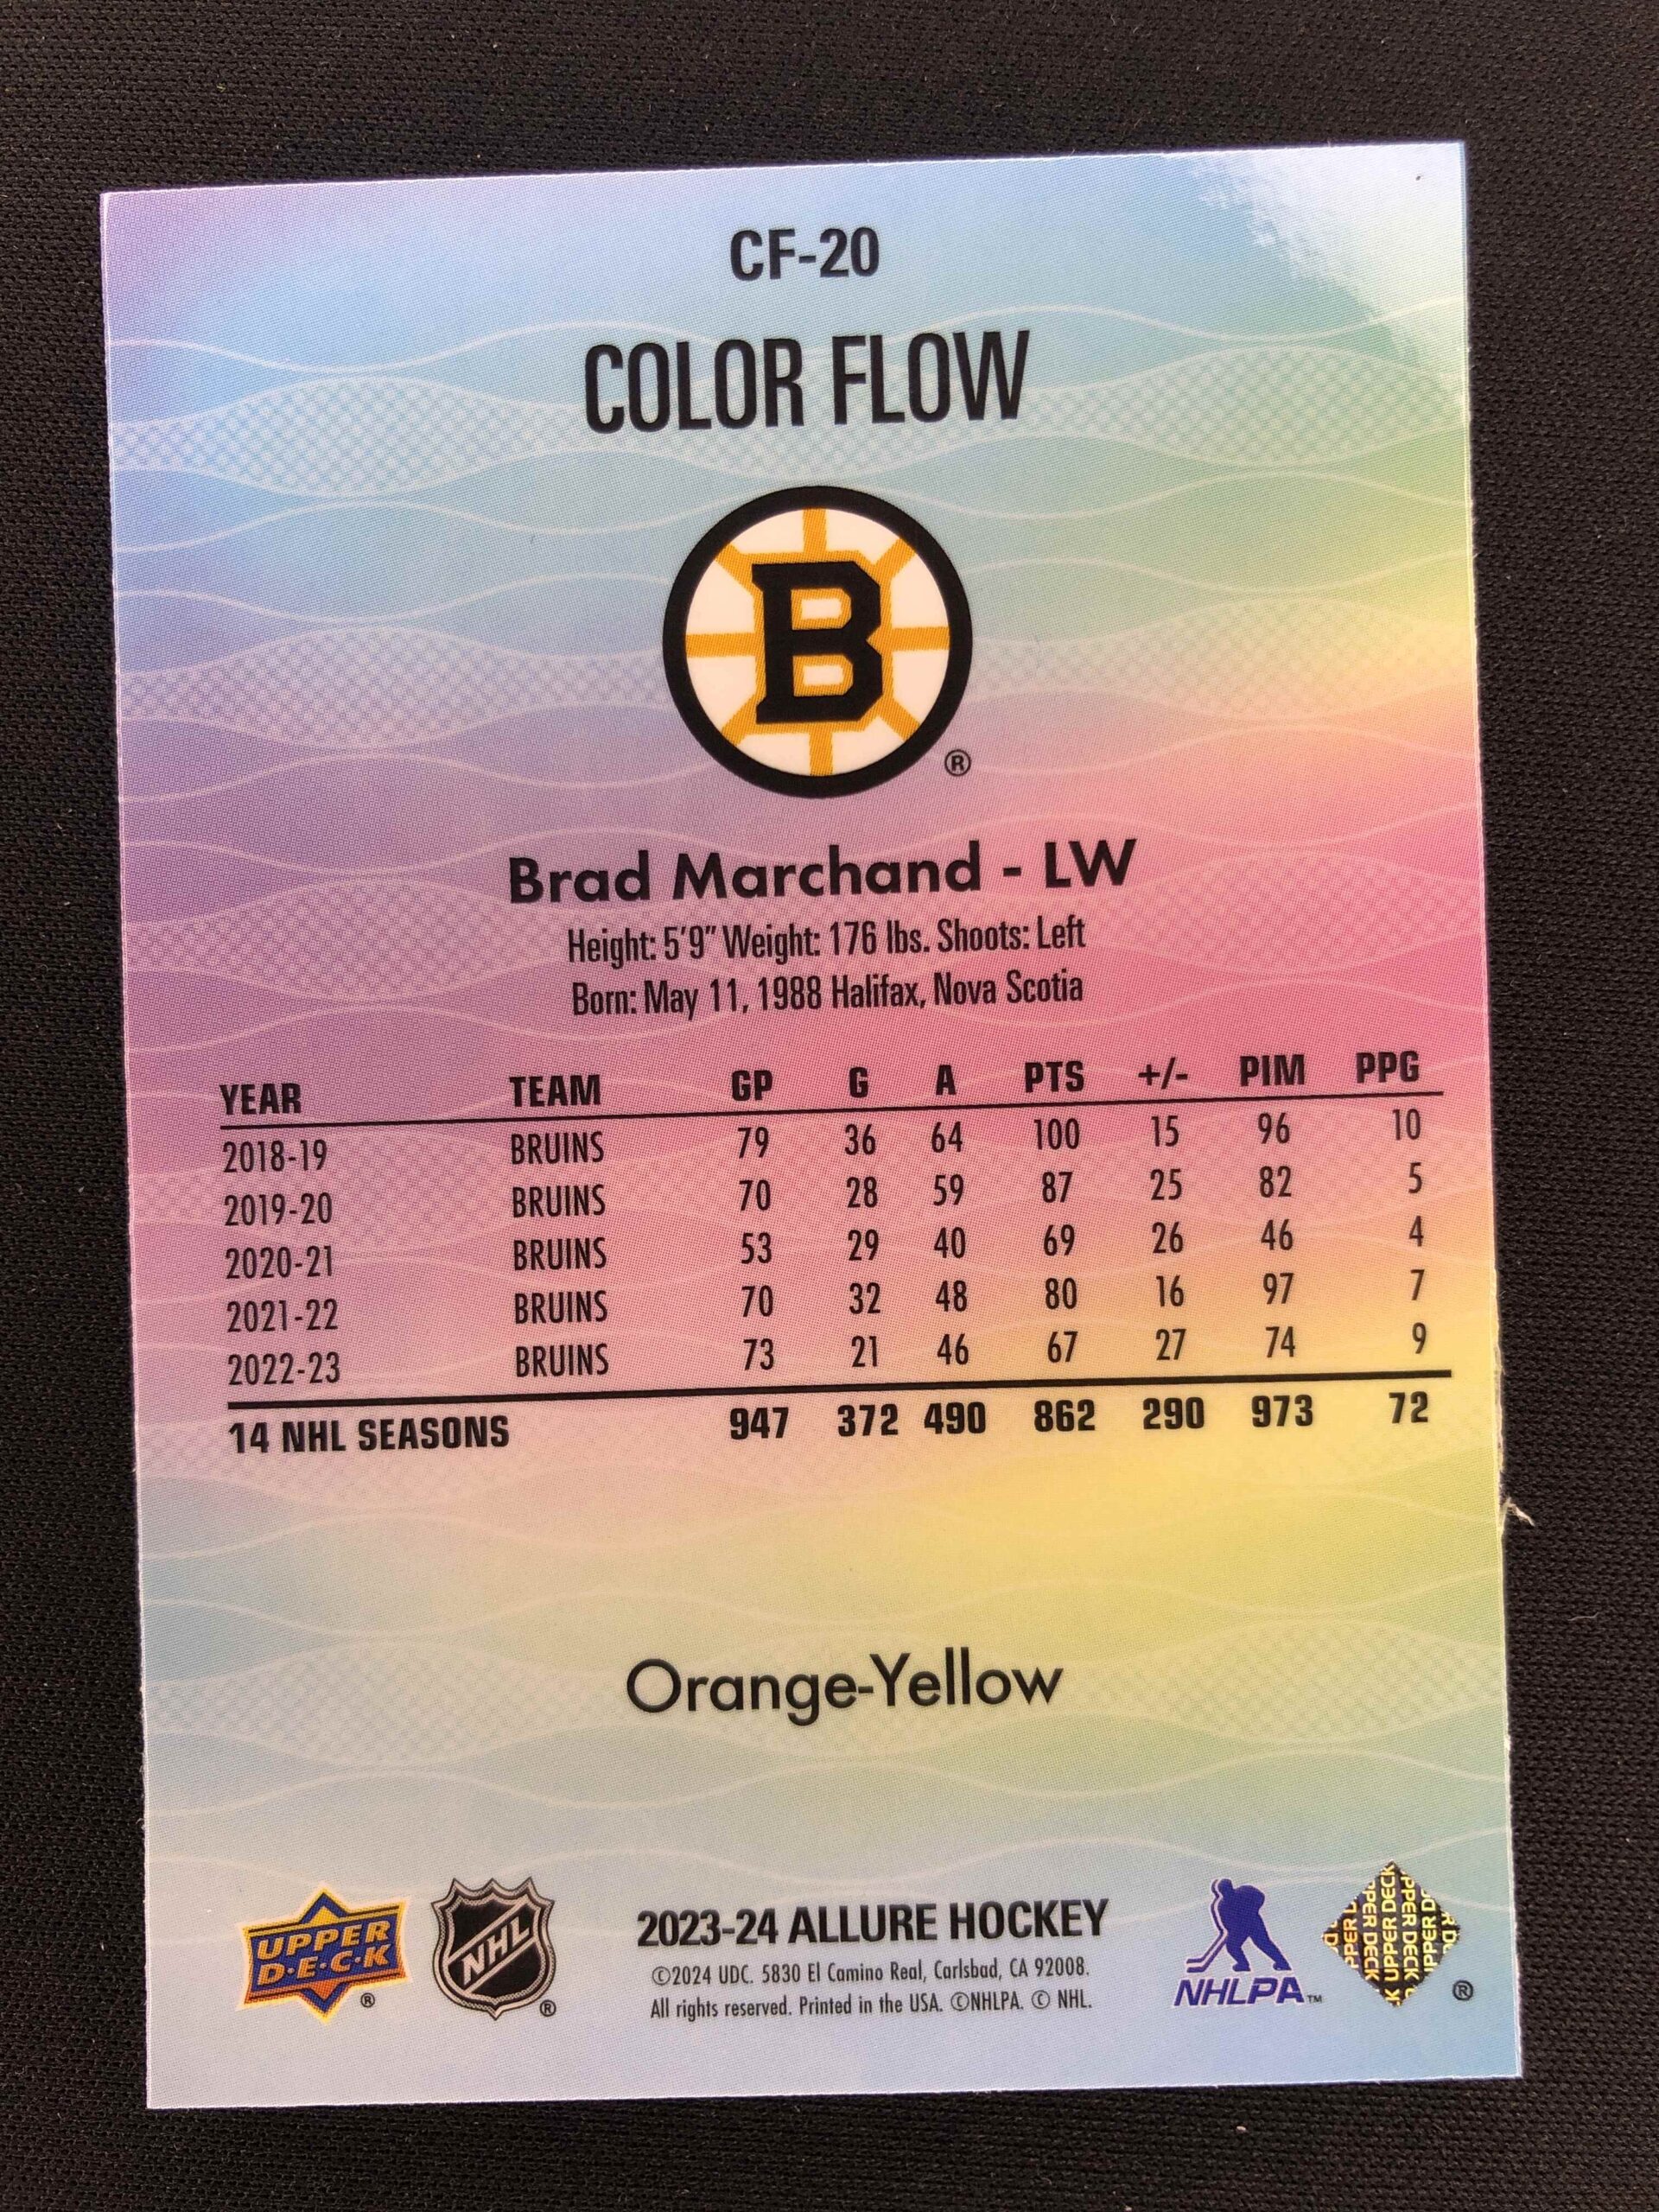 CF-20
COLOR FLOW
B
®
Brad Marchand - LW
Height: 5'9" Weight: 176 lbs. Shoots: Left
Born: May 11, 1988 Halifax, Nova Scotia
YEAR TEAM GP G A PTS +/- PIM PPG
2018-19 BRUINS 79 36 64 100 15 96 10
2019-20 BRUINS 70 28 59 87 25 82 5
2020-21 BRUINS 53 29 40 69 26 46 4
2021-22 BRUINS 70 32 48 80 16 97 7
2022-23 BRUINS 73 21 46 67 27 74 9
14 NHL SEASONS 947 372 490 862 290 973 72
Orange-Yellow
UPPER
D·E·C·K ®
NHL ®
2023-24 ALLURE HOCKEY
©2024 UDC. 5830 El Camino Real, Carlsbad, CA 92008.
All rights reserved. Printed in the USA. ©NHLPA. © NHL.
NHLPA™
UPPER DECK
®